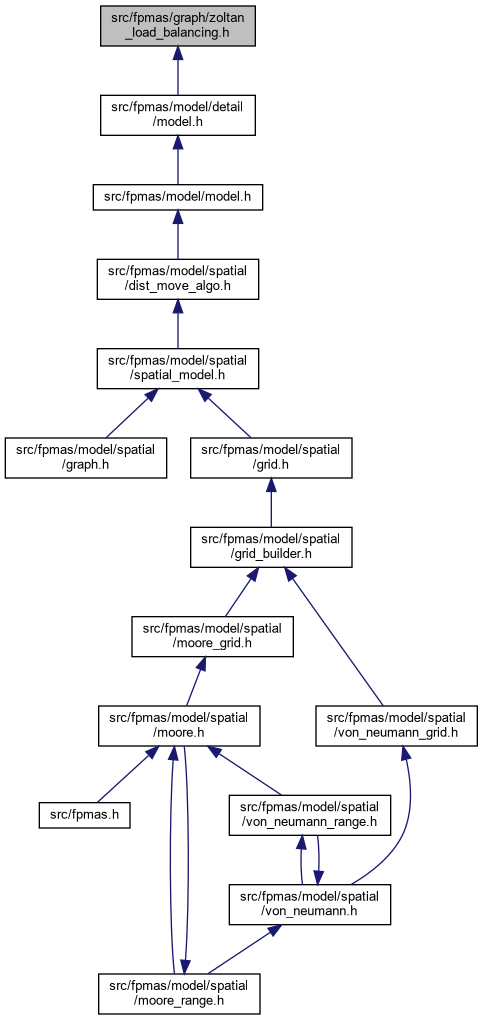 src/fpmas/graph/zoltan
_load_balancing.h
src/fpmas/model/detail
/model.h
src/fpmas/model/model.h
src/fpmas/model/spatial
/dist_move_algo.h
src/fpmas/model/spatial
/spatial_model.h
src/fpmas/model/spatial
/graph.h
src/fpmas/model/spatial
/grid.h
src/fpmas/model/spatial
/grid_builder.h
src/fpmas/model/spatial
/moore_grid.h
src/fpmas/model/spatial
/moore.h
src/fpmas/model/spatial
/von_neumann_grid.h
src/fpmas.h
src/fpmas/model/spatial
/von_neumann_range.h
src/fpmas/model/spatial
/von_neumann.h
src/fpmas/model/spatial
/moore_range.h